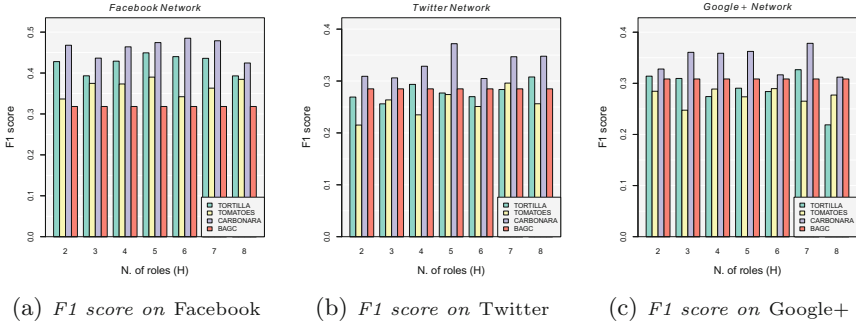 Facebook Network
F1 score
0.0 0.1 0.2 0.3 0.4 0.5
TORTILLA
TOMATOES
CARBONARA
BAGC
2 3 4 5 6 7 8
N. of roles (H)
(a) F1 score on Facebook
Twitter Network
F1 score
0.0 0.1 0.2 0.3 0.4
TORTILLA
TOMATOES
CARBONARA
BAGC
2 3 4 5 6 7 8
N. of roles (H)
(b) F1 score on Twitter
Google+ Network
F1 score
0.0 0.1 0.2 0.3 0.4
TORTILLA
TOMATOES
CARBONARA
BAGC
2 3 4 5 6 7 8
N. of roles (H)
(c) F1 score on Google+